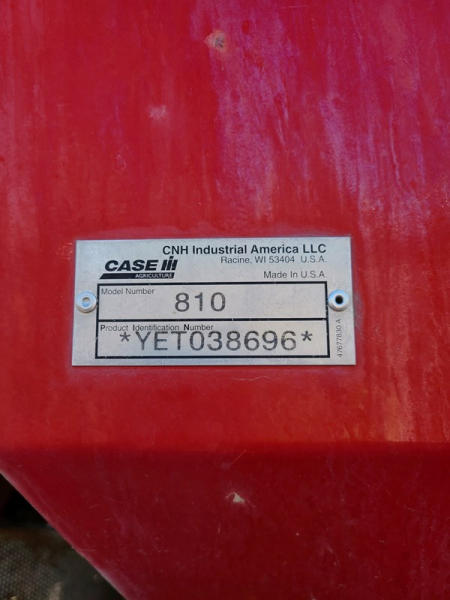 CNH Industrial America LLC
Racine, WI 53404 U.S.A.
CASE IH
AGRICULTURE
Made In U.S.A
Model Number
810
Product Identification Number
*YET038696*
47677830 A